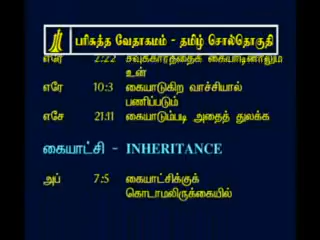 பரிசுத்த வேதாகமம் - தமிழ் சொல்தொகுதி
எரே 2:22 சவுக்காரத்தைக் கையாடினாலும்
உன்
எரே 10:3 கையாடுகிற வாச்சியால்
பணிப்படும்
எசே 21:11 கையாடும்படி அதைத் துலக்க
கையாட்சி - INHERITANCE
அப் 7:5 கையாட்சிக்குக்
கொடாமலிருக்கையில்